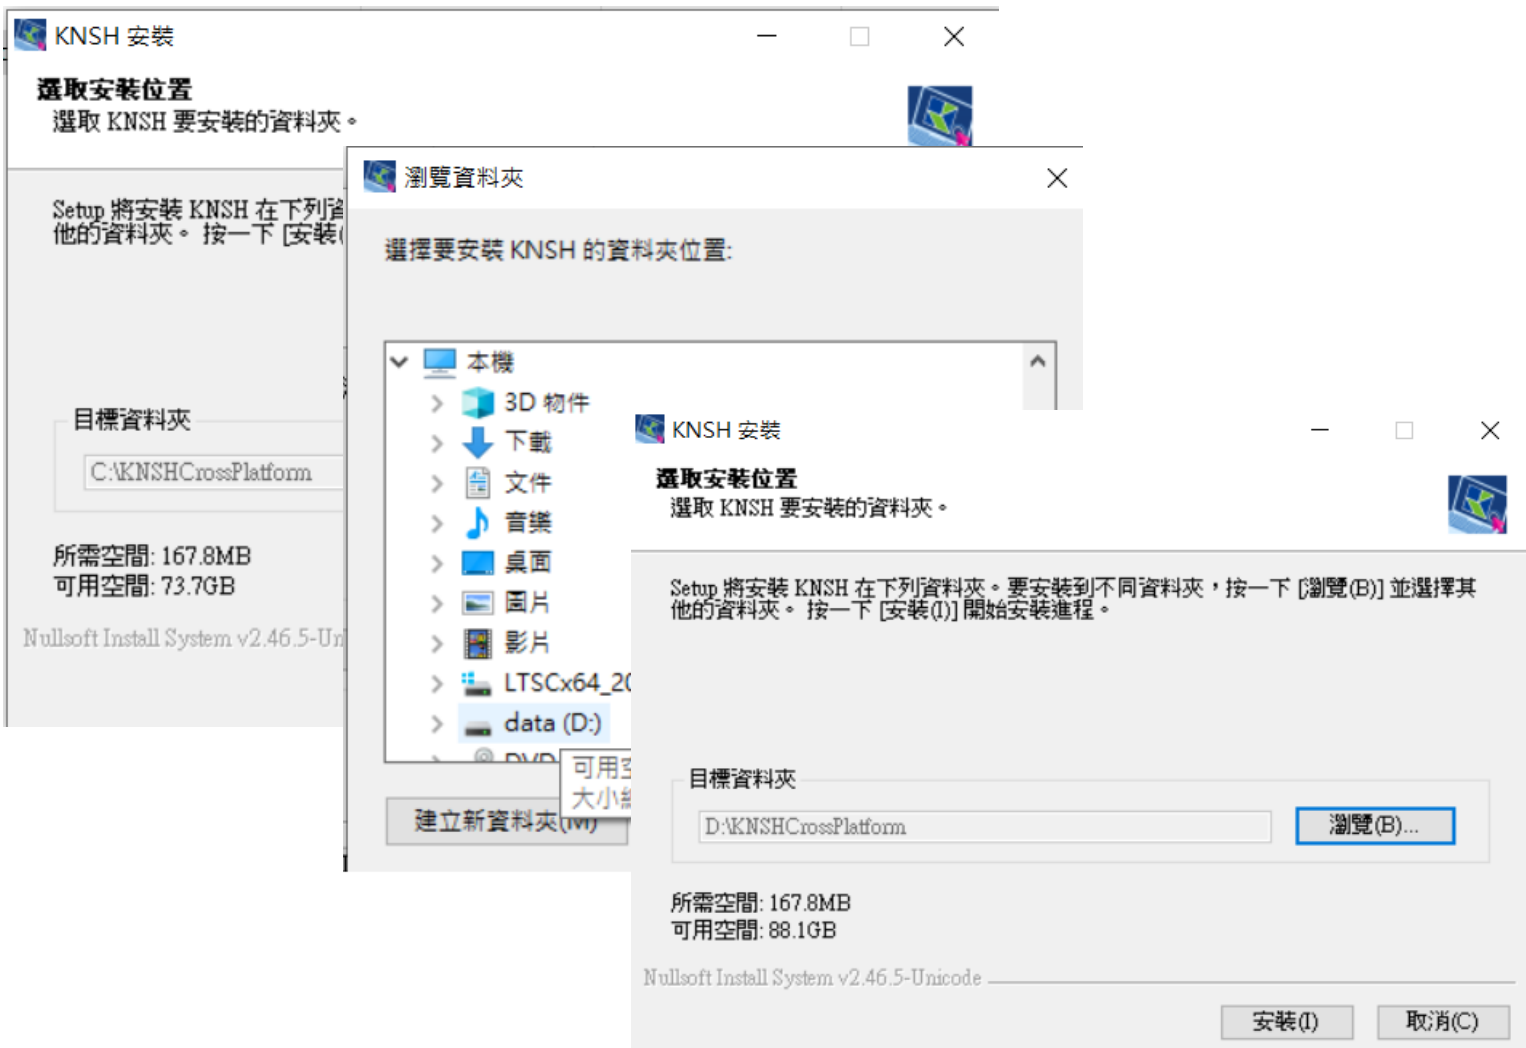 KNSH 安裝
選取安裝位置
選取 KNSH 要安裝的資料夾。
Setup 將安裝 KNSH 在下列
他的資料夾。 按一下 [安裝(
目標資料夾
C:\KNSHCrossPlatform
所需空間: 167.8MB
可用空間: 73.7GB
Nullsoft Install System v2.46.5-Un
瀏覽資料夾
選擇要安裝 KNSH 的資料夾位置:
本機
3D 物件
下載
文件
音樂
桌面
圖片
影片
LTSCx64_20
data (D:)
DVD
可用空
大小
建立新資料夾(M)
KNSH 安裝
選取安裝位置
選取 KNSH 要安裝的資料夾。
Setup 將安裝 KNSH 在下列資料夾。要安裝到不同資料夾，按一下 [瀏覽(B)] 並選擇其
他的資料夾。 按一下 [安裝(I)] 開始安裝進程。
目標資料夾
D:\KNSHCrossPlatform
瀏覽(B)...
所需空間: 167.8MB
可用空間: 88.1GB
Nullsoft Install System v2.46.5-Unicode
安裝(I)
取消(C)